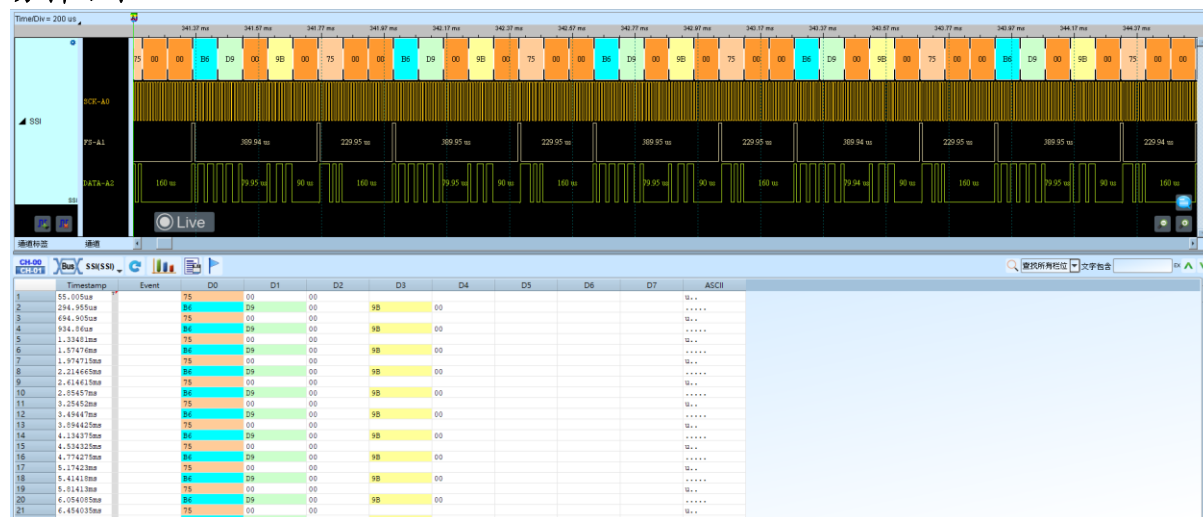 Time/Div = 200 us
341.37 ms 341.57 ms 341.77 ms 341.97 ms 342.17 ms 342.37 ms 342.57 ms 342.77 ms 342.97 ms 343.17 ms 343.37 ms 343.57 ms 343.77 ms 343.97 ms 344.17 ms 344.37 ms
75 00 00 B6 D9 00 9B 00 75 00 00 B6 D9 00 9B 00 75 00 00 B6 D9 00 9B 00 75 00 00 B6 D9 00 9B 00 75 00 00 B6 D9 00 9B 00 75 00 00
SSI
SCK-A0
FS-A1 389.94 us 229.95 us 389.95 us 229.95 us 389.95 us 229.95 us 389.94 us 229.95 us 389.95 us 229.94 us
DATA-A2 160 us 79.95 us 90 us 160 us 79.95 us 90 us 160 us 79.95 us 90 us 160 us 79.94 us 90 us 160 us 79.95 us 90 us 160 us
SSI
Live
通道标签 通道
CH-00 CH-01 Bus SSI(SSI) 查找所有栏位 文字包含
Timestamp Event D0 D1 D2 D3 D4 D5 D6 D7 ASCII
1 55.005us 75 00 00 u..
2 294.955us B6 D9 00 9B 00 .....
3 694.905us 75 00 00 u..
4 934.86us B6 D9 00 9B 00 .....
5 1.33481ms 75 00 00 u..
6 1.57476ms B6 D9 00 9B 00 .....
7 1.974715ms 75 00 00 u..
8 2.214665ms B6 D9 00 9B 00 .....
9 2.614615ms 75 00 00 u..
10 2.85457ms B6 D9 00 9B 00 .....
11 3.25452ms 75 00 00 u..
12 3.49447ms B6 D9 00 9B 00 .....
13 3.894425ms 75 00 00 u..
14 4.134375ms B6 D9 00 9B 00 .....
15 4.534325ms 75 00 00 u..
16 4.774275ms B6 D9 00 9B 00 .....
17 5.17423ms 75 00 00 u..
18 5.41418ms B6 D9 00 9B 00 .....
19 5.81413ms 75 00 00 u..
20 6.054085ms B6 D9 00 9B 00 .....
21 6.454035ms 75 00 00 u..